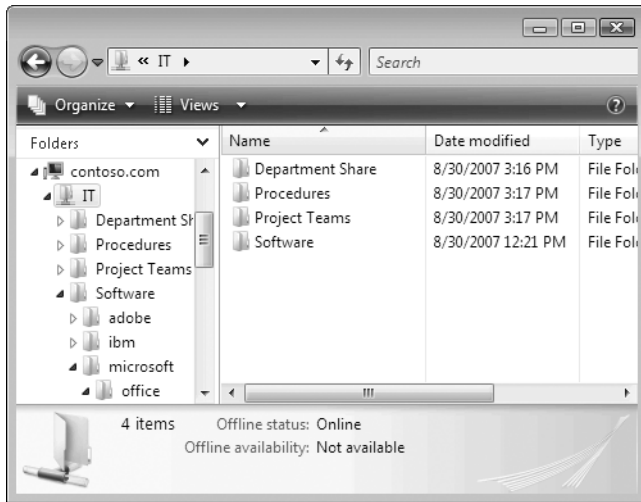 « IT
Search
Organize Views
Folders
contoso.com
IT
Department Sh
Procedures
Project Teams
Software
adobe
ibm
microsoft
office
Name Date modified Type
Department Share 8/30/2007 3:16 PM File Fol
Procedures 8/30/2007 3:17 PM File Fol
Project Teams 8/30/2007 3:17 PM File Fol
Software 8/30/2007 12:21 PM File Fol
4 items Offline status: Online
Offline availability: Not available